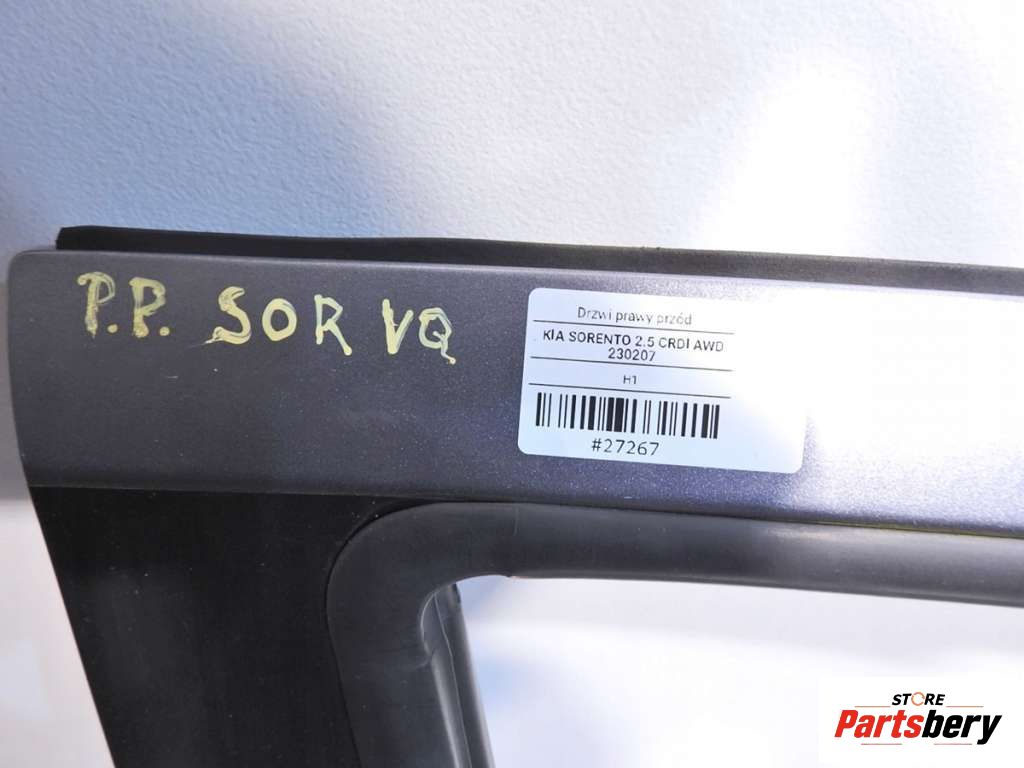 P.P. SOR VQ
Drzwi prawy przód
KIA SORENTO 2.5 CRDI AWD
230207
H1
#27267
STORE
Partsbery